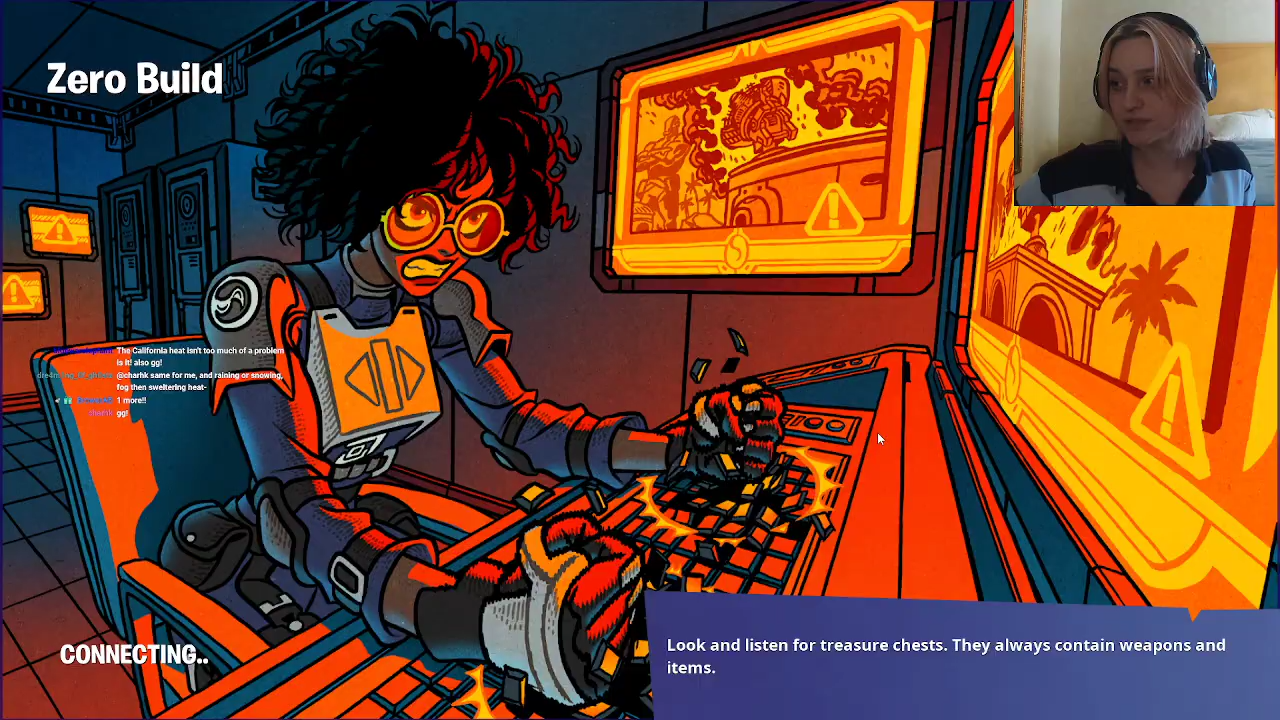 Zero Build
The California heat isn't too much of a problem
is it! also gg!
@charhk same for me, and raining or snowing,
fog then sweltering heat-
1 more!!
charhk gg!
CONNECTING..
Look and listen for treasure chests. They always contain weapons and
items.